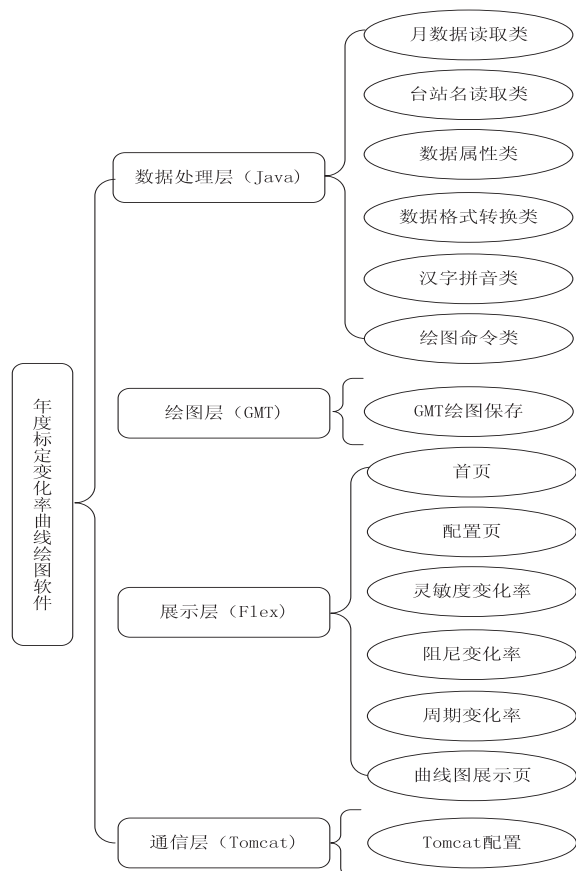 年度标定变化率曲线绘图软件
数据处理层（Java）
月数据读取类
台站名读取类
数据属性类
数据格式转换类
汉字拼音类
绘图命令类
绘图层（GMT）
GMT绘图保存
展示层（Flex）
首页
配置页
灵敏度变化率
阻尼变化率
周期变化率
曲线图展示页
通信层（Tomcat）
Tomcat配置